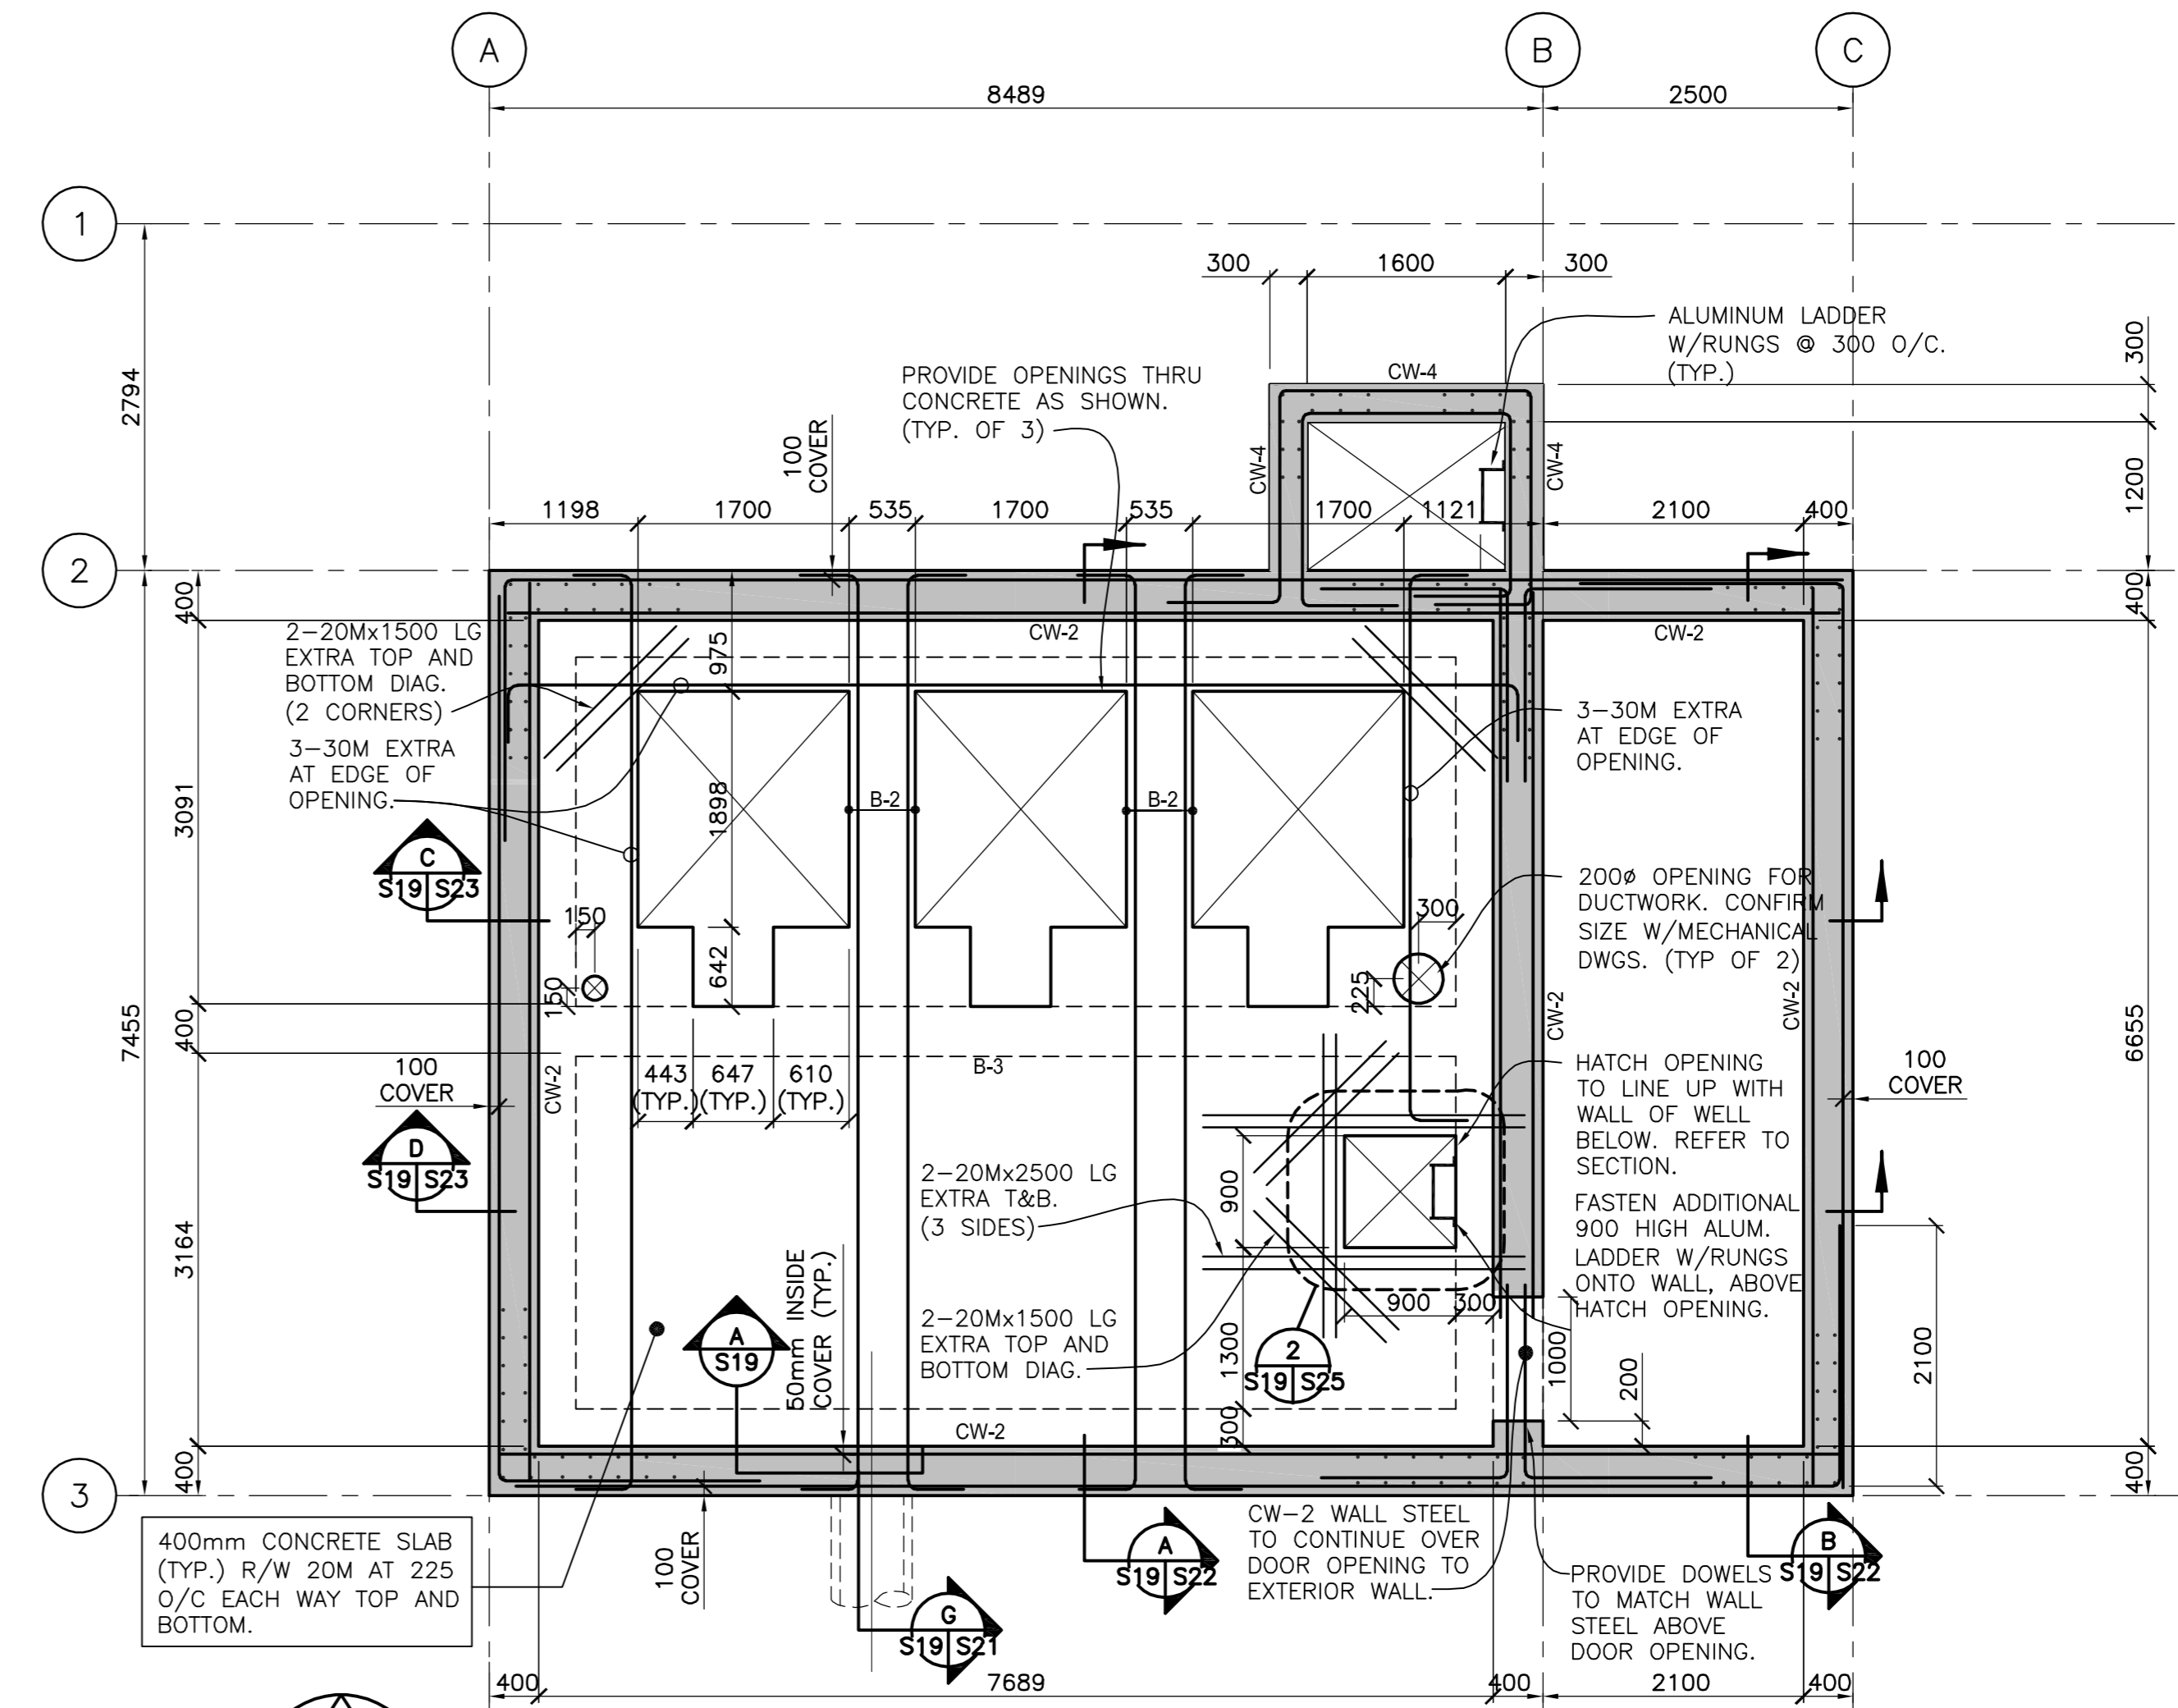 A
B
C
8489
2500
1
300
1600
300
ALUMINUM LADDER
W/RUNGS @ 300 O/C.
(TYP.)
300
2794
PROVIDE OPENINGS THRU
CONCRETE AS SHOWN.
(TYP. OF 3)
CW-4
100
COVER
CW-4
CW-4
1200
1198
1700
535
1700
535
1700
1121
2100
400
2
400
400
2-20Mx1500 LG
EXTRA TOP AND
BOTTOM DIAG.
(2 CORNERS)
CW-2
CW-2
975
3-30M EXTRA
AT EDGE OF
OPENING.
3-30M EXTRA
AT EDGE OF
OPENING.
3091
1898
B-2
B-2
C
S19 S23
200ø OPENING FOR
DUCTWORK. CONFIRM
SIZE W/MECHANICAL
DWGS. (TYP OF 2)
150
300
642
150
225
7455
400
CW-2
CW-2
6655
100
COVER
CW-2
443
(TYP.)
647
(TYP.)
610
(TYP.)
B-3
HATCH OPENING
TO LINE UP WITH
WALL OF WELL
BELOW. REFER TO
SECTION.
100
COVER
D
S19 S23
2-20Mx2500 LG
EXTRA T&B.
(3 SIDES)
900
FASTEN ADDITIONAL
900 HIGH ALUM.
LADDER W/RUNGS
ONTO WALL, ABOVE
HATCH OPENING.
3164
50mm INSIDE
COVER (TYP.)
A
S19
2-20Mx1500 LG
EXTRA TOP AND
BOTTOM DIAG.
900
300
1300
2
S19 S25
1000
200
2100
300
CW-2
400
400
3
400mm CONCRETE SLAB
(TYP.) R/W 20M AT 225
O/C EACH WAY TOP AND
BOTTOM.
100
COVER
A
S19 S22
CW-2 WALL STEEL
TO CONTINUE OVER
DOOR OPENING TO
EXTERIOR WALL.
B
S19 S22
PROVIDE DOWELS
TO MATCH WALL
STEEL ABOVE
DOOR OPENING.
G
S19 S21
400
7689
400
2100
400